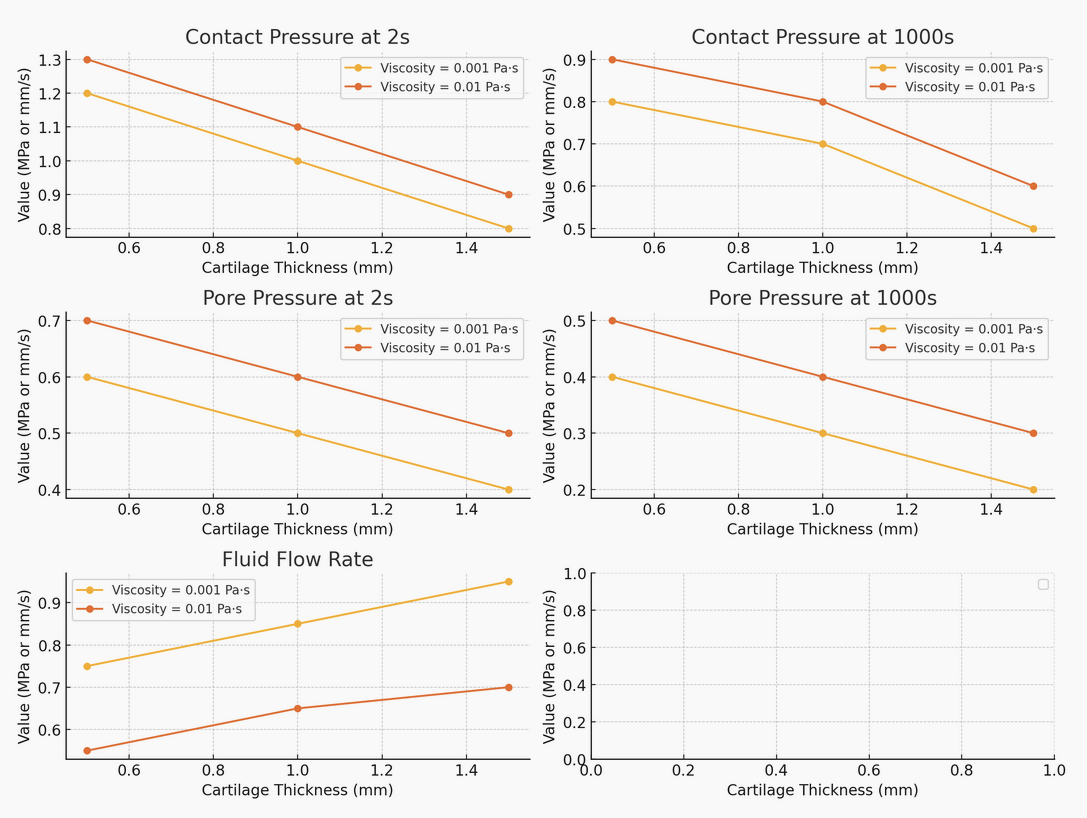 Contact Pressure at 2s
Value (MPa or mm/s)
1.3
1.2
1.1
1.0
0.9
0.8
Viscosity = 0.001 Pa·s
Viscosity = 0.01 Pa·s
0.6 0.8 1.0 1.2 1.4
Cartilage Thickness (mm)
Contact Pressure at 1000s
Value (MPa or mm/s)
0.9
0.8
0.7
0.6
0.5
Viscosity = 0.001 Pa·s
Viscosity = 0.01 Pa·s
0.6 0.8 1.0 1.2 1.4
Cartilage Thickness (mm)
Pore Pressure at 2s
Value (MPa or mm/s)
0.7
0.6
0.5
0.4
Viscosity = 0.001 Pa·s
Viscosity = 0.01 Pa·s
0.6 0.8 1.0 1.2 1.4
Cartilage Thickness (mm)
Pore Pressure at 1000s
Value (MPa or mm/s)
0.5
0.4
0.3
0.2
Viscosity = 0.001 Pa·s
Viscosity = 0.01 Pa·s
0.6 0.8 1.0 1.2 1.4
Cartilage Thickness (mm)
Fluid Flow Rate
Value (MPa or mm/s)
0.9
0.8
0.7
0.6
Viscosity = 0.001 Pa·s
Viscosity = 0.01 Pa·s
0.6 0.8 1.0 1.2 1.4
Cartilage Thickness (mm)
Value (MPa or mm/s)
1.0
0.8
0.6
0.4
0.2
0.0
0.0 0.2 0.4 0.6 0.8 1.0
Cartilage Thickness (mm)